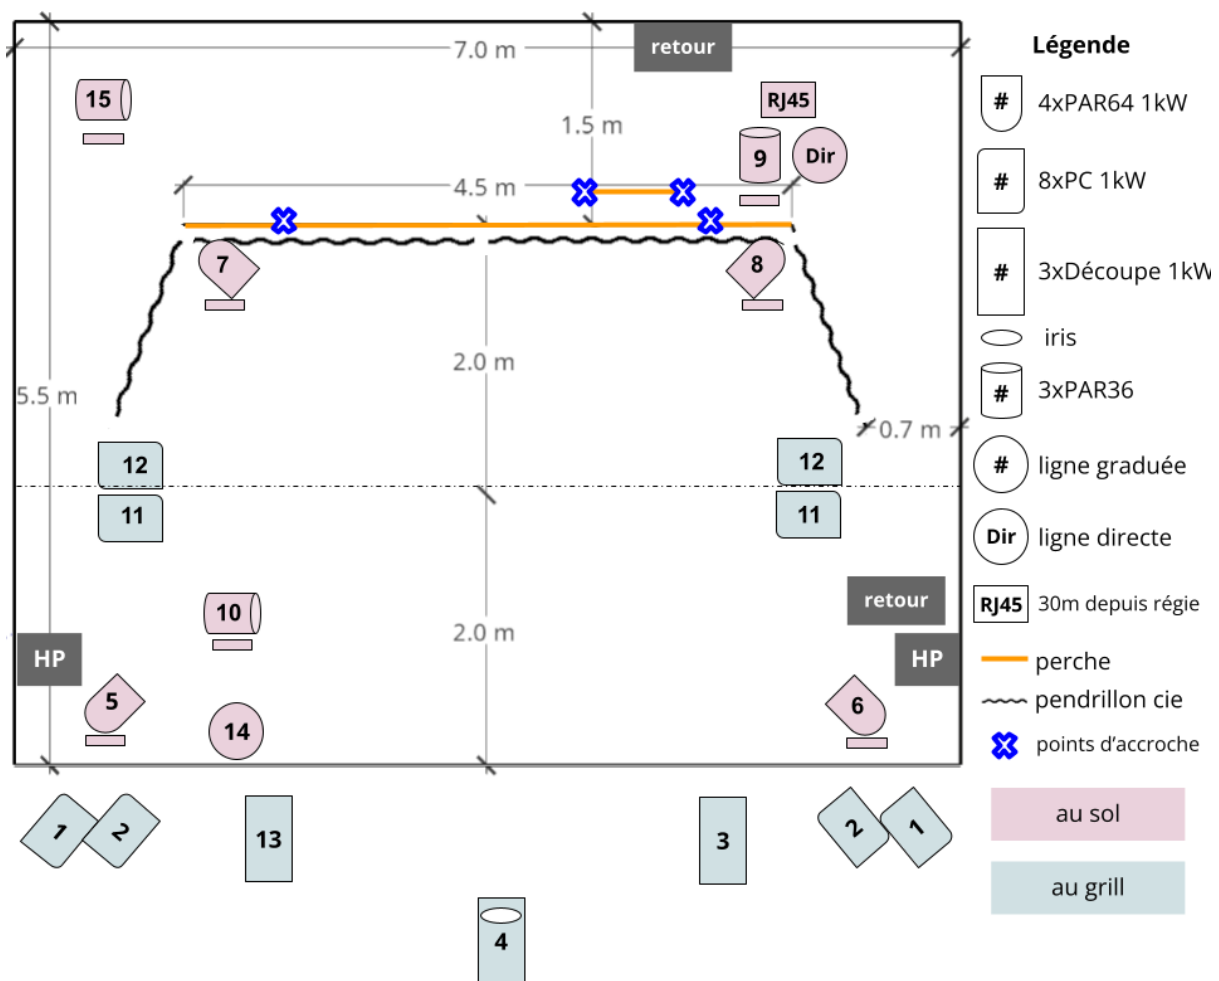 7.0 m
retour
15
RJ45
1.5 m
9
Dir
4.5 m
7
8
2.0 m
5.5 m
0.7 m
12
12
11
11
10
retour
2.0 m
HP
HP
5
6
14
1
2
13
3
2
1
4
Légende
# 4xPAR64 1kW
# 8xPC 1kW
# 3xDécoupe 1kW
iris
# 3xPAR36
# ligne graduée
Dir ligne directe
RJ45 30m depuis régie
perche
pendrillon cie
points d'accroche
au sol
au grill